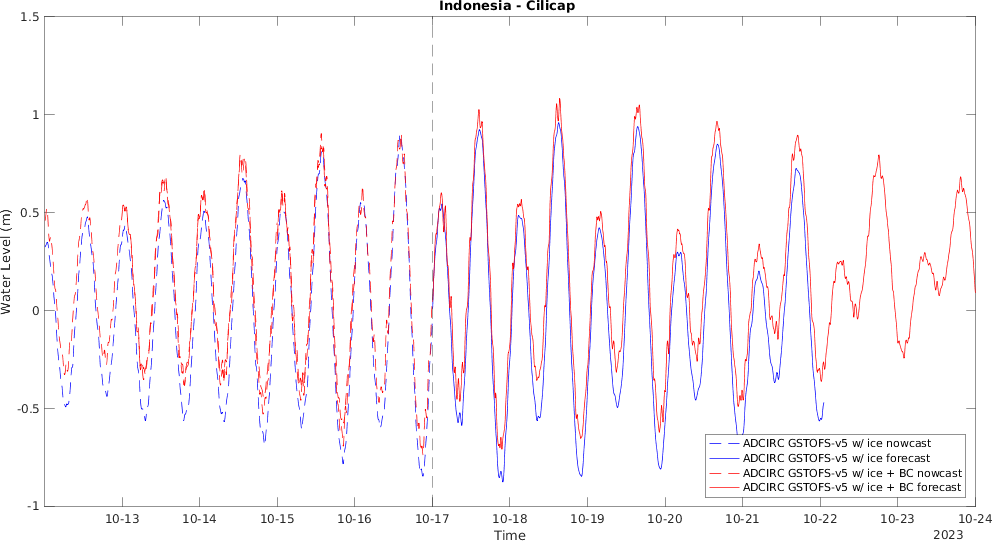 Indonesia - Cilicap
1.5
1
0.5
0
-0.5
-1
Water Level (m)
10-13
10-14
10-15
10-16
10-17
10-18
10-19
10-20
10-21
10-22
10-23
10-24
Time
2023
ADCIRC GSTOFS-v5 w/ ice nowcast
ADCIRC GSTOFS-v5 w/ ice forecast
ADCIRC GSTOFS-v5 w/ ice + BC nowcast
ADCIRC GSTOFS-v5 w/ ice + BC forecast